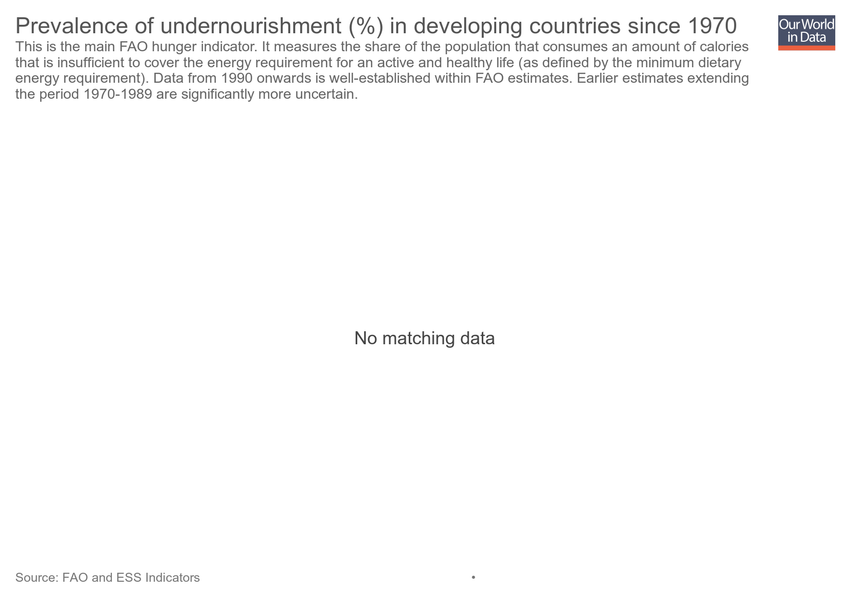 Prevalence of undernourishment (%) in developing countries since 1970
Our World
in Data
This is the main FAO hunger indicator. It measures the share of the population that consumes an amount of calories
that is insufficient to cover the energy requirement for an active and healthy life (as defined by the minimum dietary
energy requirement). Data from 1990 onwards is well-established within FAO estimates. Earlier estimates extending
the period 1970-1989 are significantly more uncertain.
No matching data
Source: FAO and ESS Indicators
•